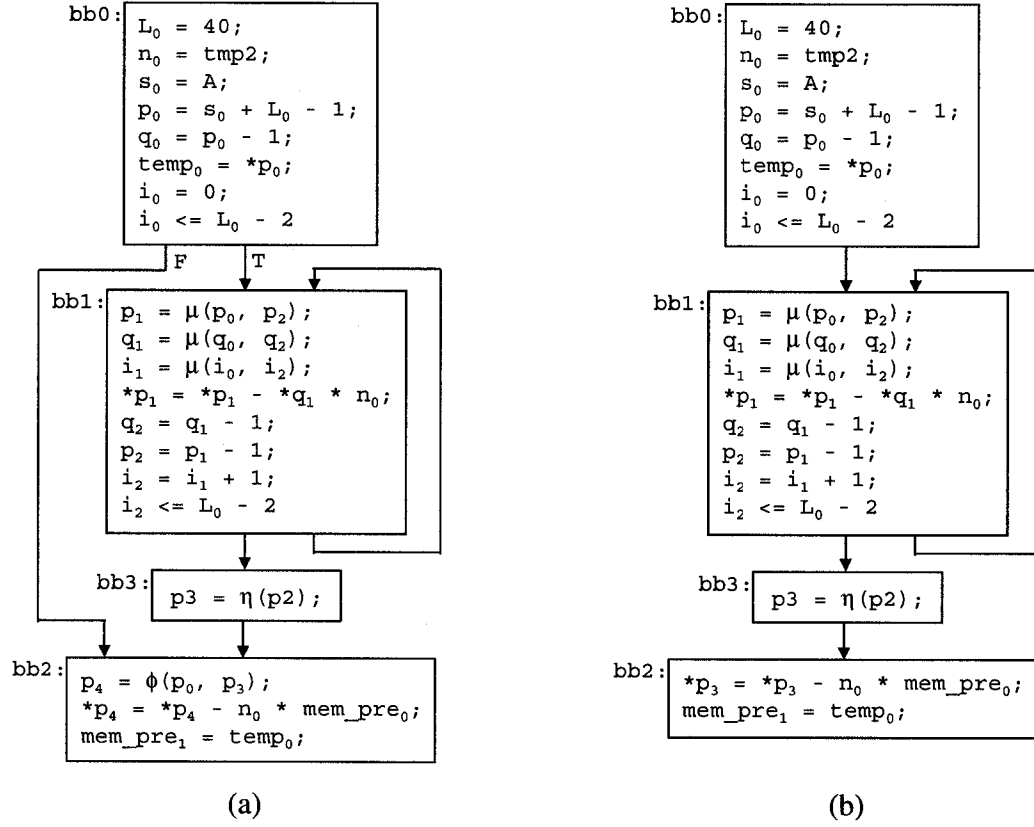 bb0:
L₀ = 40;
n₀ = tmp2;
s₀ = A;
p₀ = s₀ + L₀ - 1;
q₀ = p₀ - 1;
temp₀ = *p₀;
i₀ = 0;
i₀ <= L₀ - 2
F
T
bb1:
p₁ = μ(p₀, p₂);
q₁ = μ(q₀, q₂);
i₁ = μ(i₀, i₂);
*p₁ = *p₁ - *q₁ * n₀;
q₂ = q₁ - 1;
p₂ = p₁ - 1;
i₂ = i₁ + 1;
i₂ <= L₀ - 2
bb3:
p3 = η(p2);
bb2:
p₄ = ϕ(p₀, p₃);
*p₄ = *p₄ - n₀ * mem_pre₀;
mem_pre₁ = temp₀;
(a)
bb0:
L₀ = 40;
n₀ = tmp2;
s₀ = A;
p₀ = s₀ + L₀ - 1;
q₀ = p₀ - 1;
temp₀ = *p₀;
i₀ = 0;
i₀ <= L₀ - 2
bb1:
p₁ = μ(p₀, p₂);
q₁ = μ(q₀, q₂);
i₁ = μ(i₀, i₂);
*p₁ = *p₁ - *q₁ * n₀;
q₂ = q₁ - 1;
p₂ = p₁ - 1;
i₂ = i₁ + 1;
i₂ <= L₀ - 2
bb3:
p3 = η(p2);
bb2:
*p₃ = *p₃ - n₀ * mem_pre₀;
mem_pre₁ = temp₀;
(b)